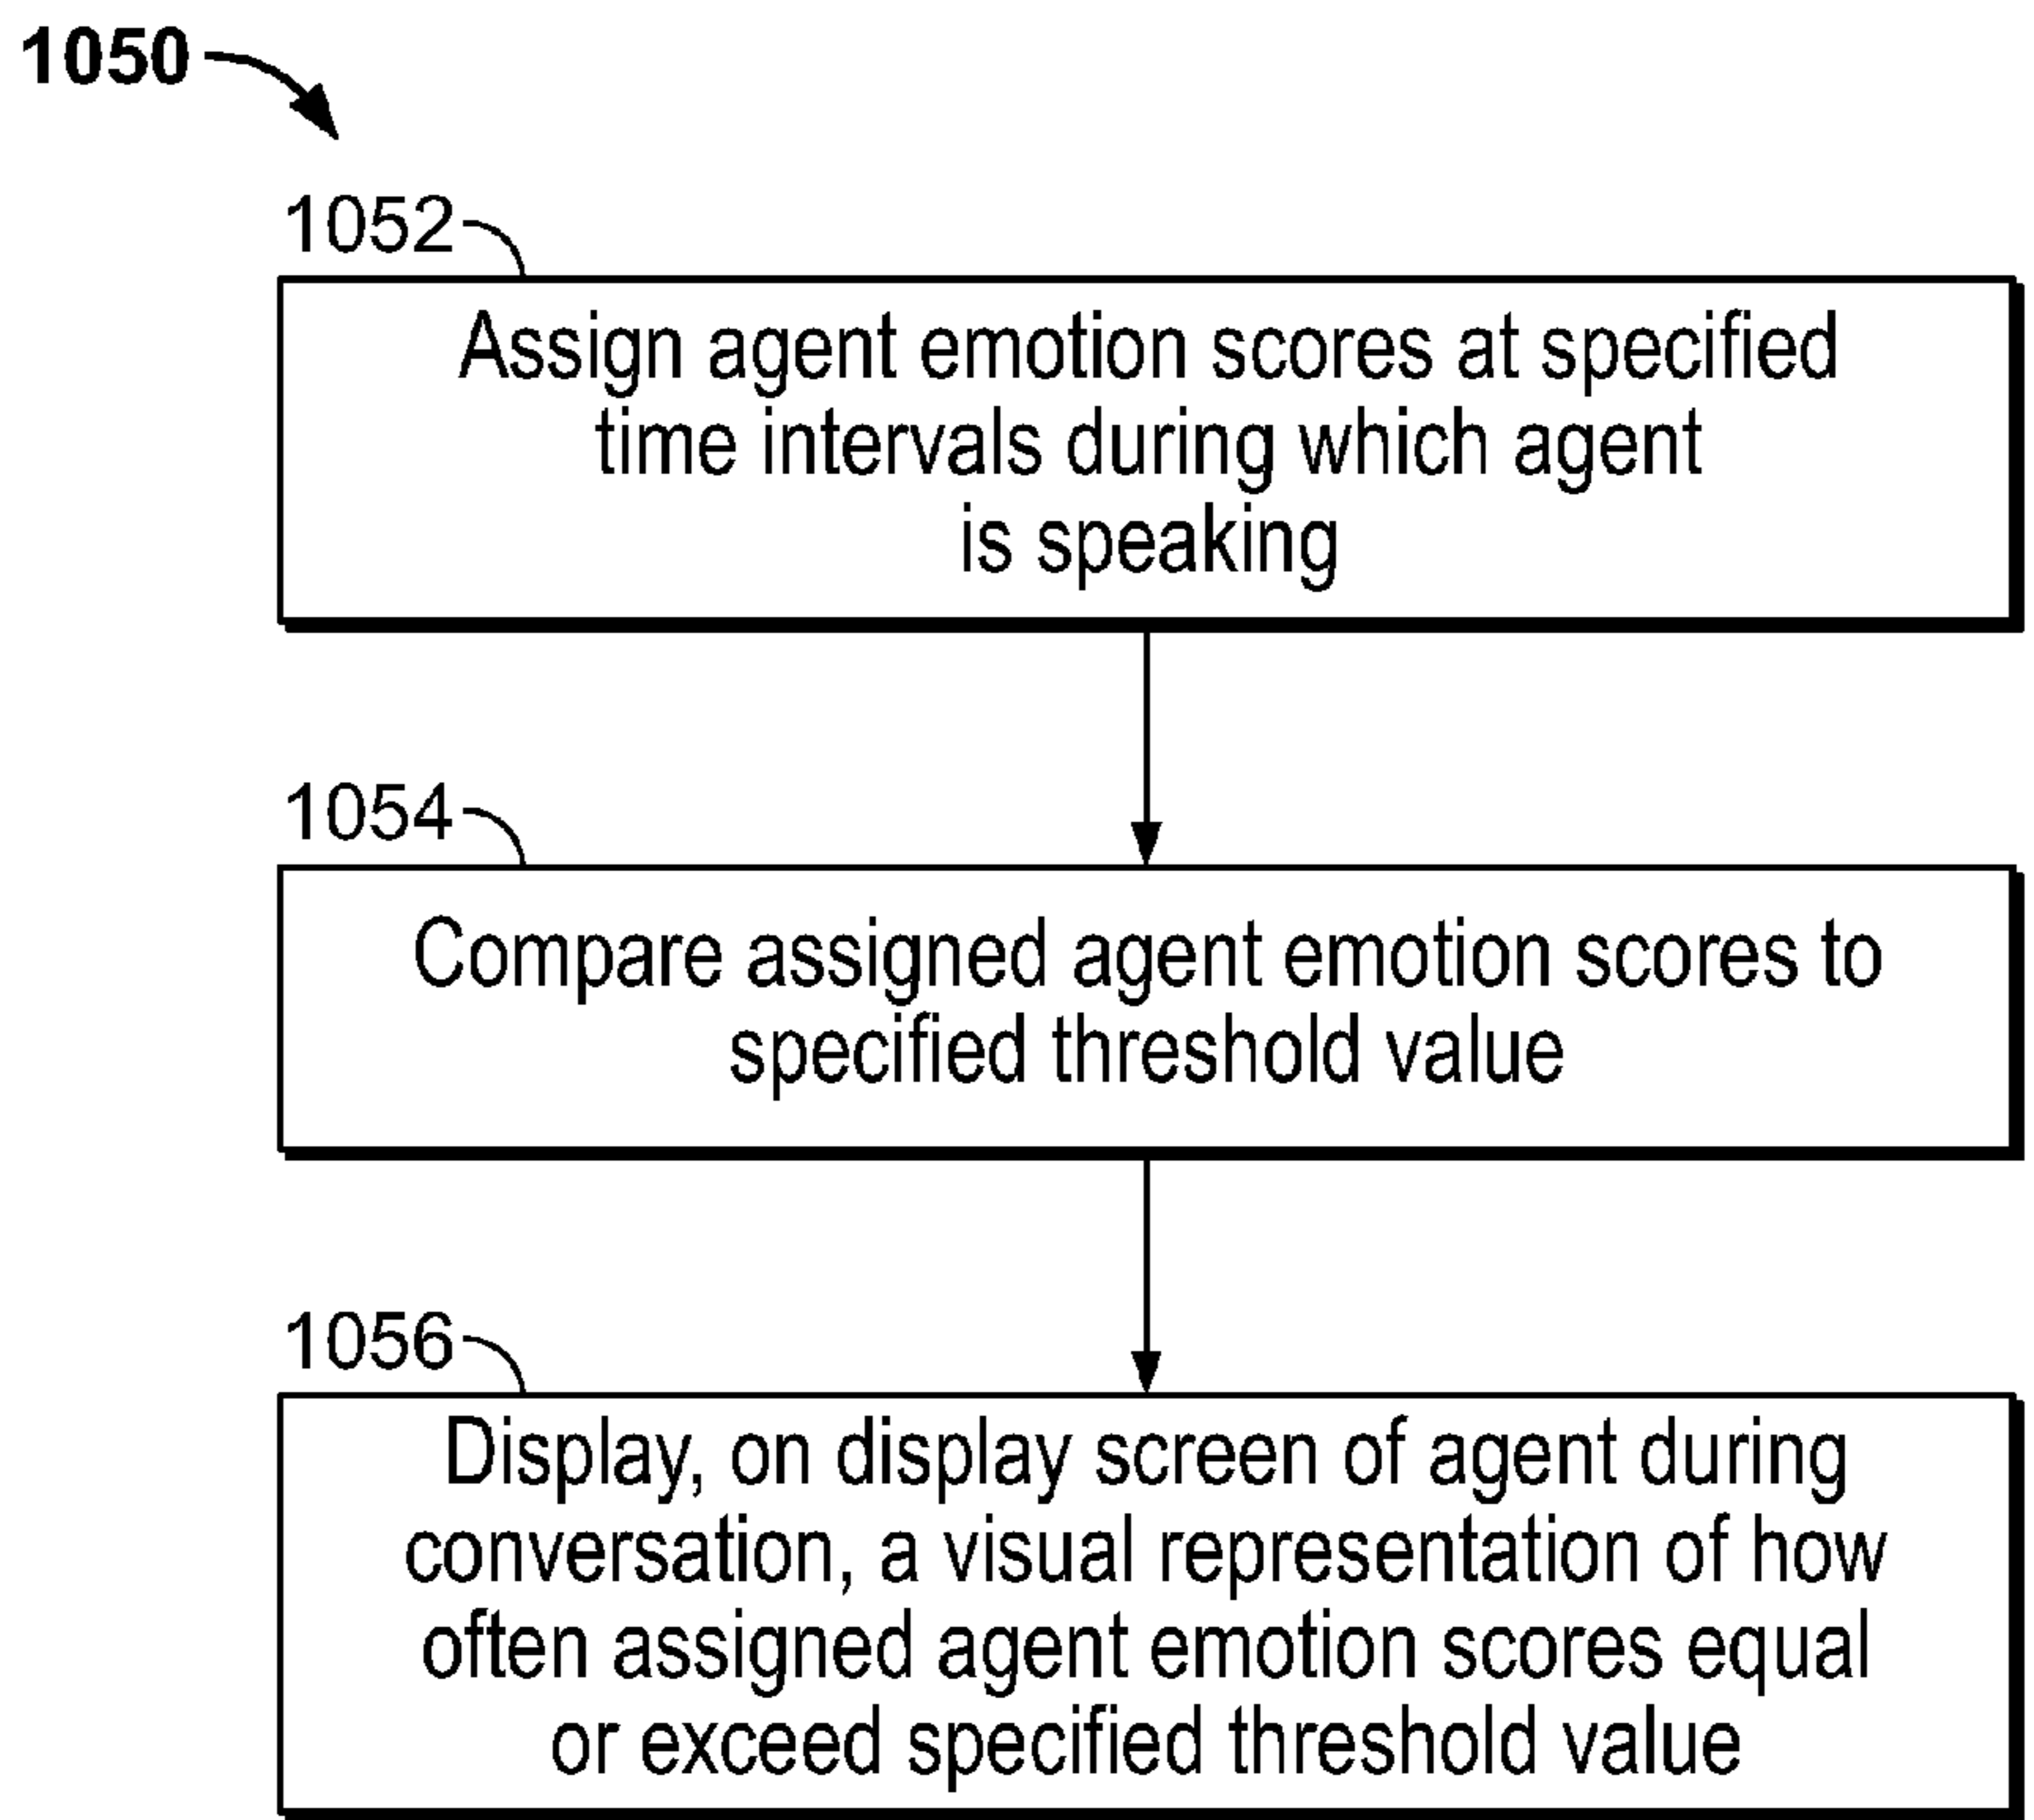 1050
1052
Assign agent emotion scores at specified
time intervals during which agent
is speaking
1054
Compare assigned agent emotion scores to
specified threshold value
1056
Display, on display screen of agent during
conversation, a visual representation of how
often assigned agent emotion scores equal
or exceed specified threshold value